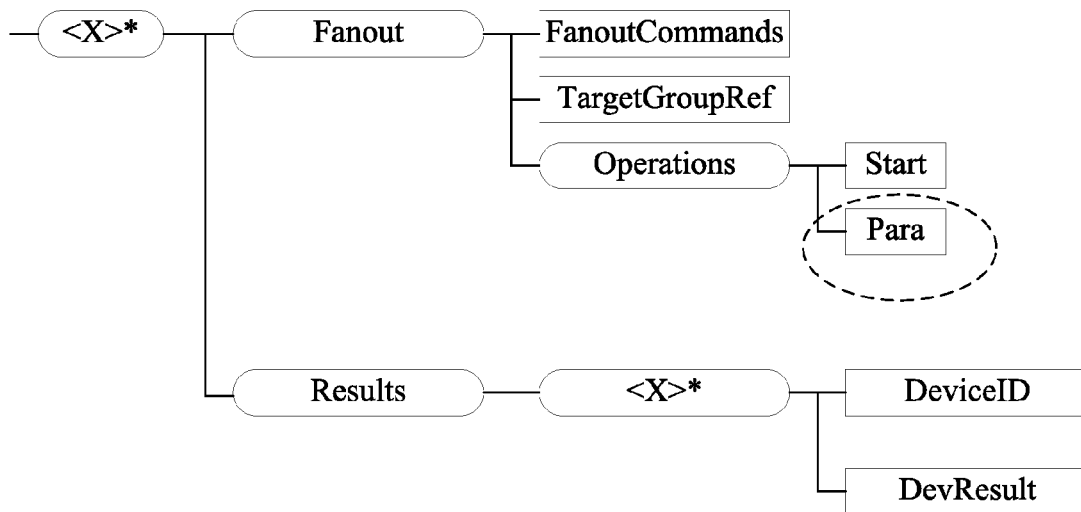 <X>*
Fanout
FanoutCommands
TargetGroupRef
Operations
Start
Para
Results
<X>*
DeviceID
DevResult